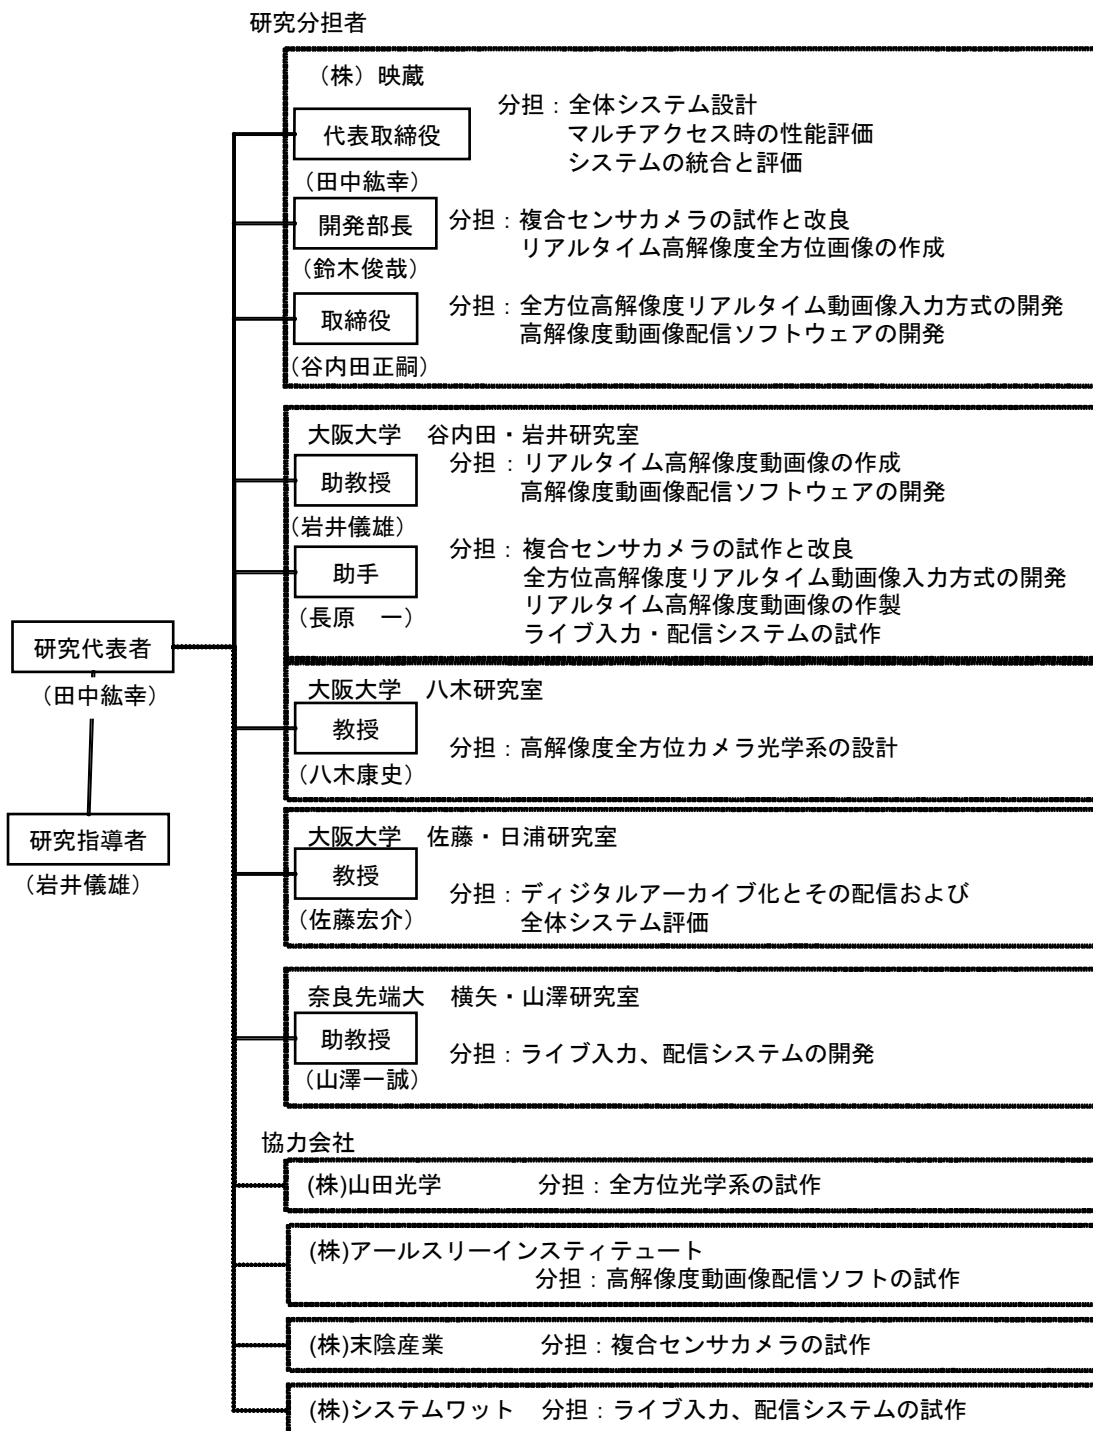 研究分担者
（株）映蔵
分担：全体システム設計
マルチアクセス時の性能評価
システムの統合と評価
代表取締役
（田中紘幸）
開発部長
分担：複合センサカメラの試作と改良
リアルタイム高解像度全方位画像の作成
（鈴木俊哉）
取締役
分担：全方位高解像度リアルタイム動画像入力方式の開発
高解像度動画像配信ソフトウェアの開発
（谷内田正嗣）
大阪大学　谷内田・岩井研究室
分担：リアルタイム高解像度動画像の作成
高解像度動画像配信ソフトウェアの開発
助教授
（岩井儀雄）
分担：複合センサカメラの試作と改良
全方位高解像度リアルタイム動画像入力方式の開発
リアルタイム高解像度動画像の作製
ライブ入力・配信システムの試作
助手
（長原　一）
研究代表者
（田中紘幸）
研究指導者
（岩井儀雄）
大阪大学　八木研究室
教授
分担：高解像度全方位カメラ光学系の設計
（八木康史）
大阪大学　佐藤・日浦研究室
教授
分担：ディジタルアーカイブ化とその配信および
全体システム評価
（佐藤宏介）
奈良先端大　横矢・山澤研究室
助教授
分担：ライブ入力、配信システムの開発
（山澤一誠）
協力会社
(株)山田光学　分担：全方位光学系の試作
(株)アールスリーインスティテュート
分担：高解像度動画像配信ソフトの試作
(株)末陰産業　分担：複合センサカメラの試作
(株)システムワット　分担：ライブ入力、配信システムの試作